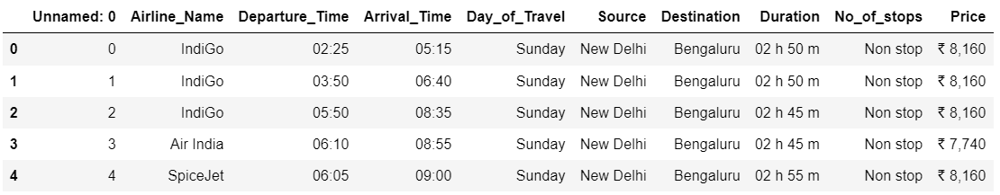 Unnamed: 0 Airline_Name Departure_Time Arrival_Time Day_of_Travel Source Destination Duration No_of_stops Price
0 0 IndiGo 02:25 05:15 Sunday New Delhi Bengaluru 02 h 50 m Non stop ₹ 8,160
1 1 IndiGo 03:50 06:40 Sunday New Delhi Bengaluru 02 h 50 m Non stop ₹ 8,160
2 2 IndiGo 05:50 08:35 Sunday New Delhi Bengaluru 02 h 45 m Non stop ₹ 8,160
3 3 Air India 06:10 08:55 Sunday New Delhi Bengaluru 02 h 45 m Non stop ₹ 7,740
4 4 SpiceJet 06:05 09:00 Sunday New Delhi Bengaluru 02 h 55 m Non stop ₹ 8,160